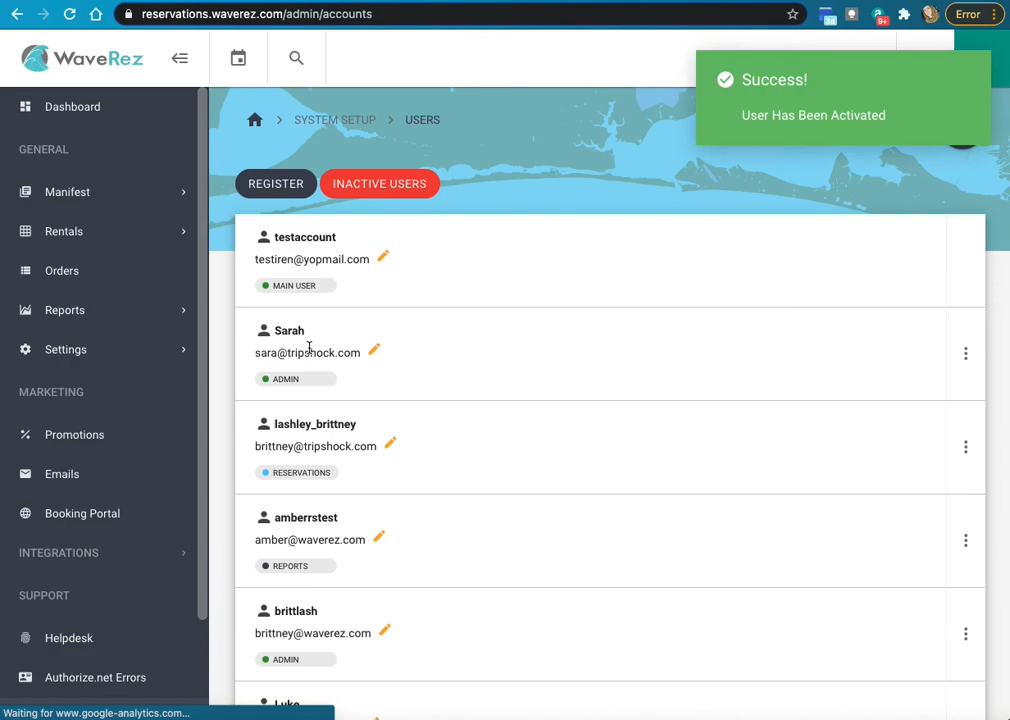 reservations.waverez.com/admin/accounts
34
9+
Error
WaveRez
Success!
User Has Been Activated
Dashboard
SYSTEM SETUP
USERS
GENERAL
REGISTER
INACTIVE USERS
Manifest
Rentals
Orders
Reports
Settings
MARKETING
Promotions
Emails
Booking Portal
INTEGRATIONS
SUPPORT
Helpdesk
Authorize.net Errors
testaccount
testiren@yopmail.com
MAIN USER
Sarah
sara@tripshock.com
ADMIN
lashley_brittney
brittney@tripshock.com
RESERVATIONS
amberrstest
amber@waverez.com
REPORTS
brittlash
brittney@waverez.com
ADMIN
Luke
Waiting for www.google-analytics.com...